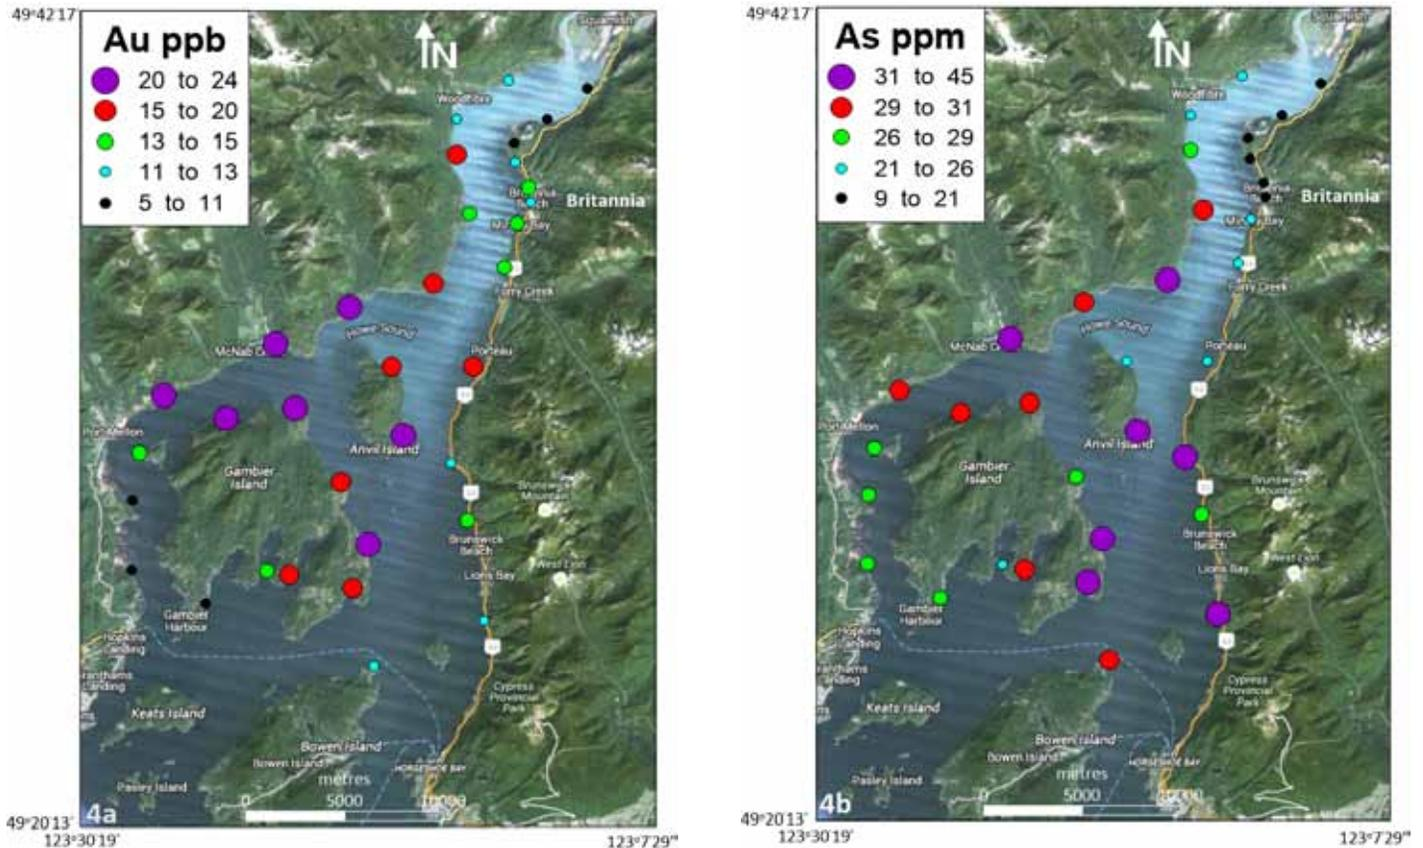 49°42'17"
Au ppb
20 to 24
15 to 20
13 to 15
11 to 13
5 to 11
N
Squamish
Woodfibre
Britannia
Beach
Britannia
Furry Creek
Howe Sound
McNab
Porteau
Port Mellon
Anvil Island
Gambier
Island
Brunswick
Mountain
Brunswick
Beach
Lions Bay
West Lion
Gambier
Harbour
Hopkins
Landing
Landing
Keats Island
Cypress
Provincial
Park
Bowen Island
Bowen Island
HORSESHOE BAY
Pasley Island
metres
0 5000 10000
4a
49°20'13"
123°30'19"
123°7'29"
49°42'17"
As ppm
31 to 45
29 to 31
26 to 29
21 to 26
9 to 21
N
Squamish
Woodfibre
Britannia
Beach
Britannia
Furry Creek
Howe Sound
McNab
Porteau
Port Mellon
Anvil Island
Gambier
Island
Brunswick
Mountain
Brunswick
Beach
Lions Bay
West Lion
Gambier
Harbour
Hopkins
Landing
Landing
Keats Island
Cypress
Provincial
Park
Bowen Island
Bowen Island
HORSESHOE BAY
Pasley Island
metres
0 5000 10000
4b
49°20'13"
123°30'19"
123°7'29"